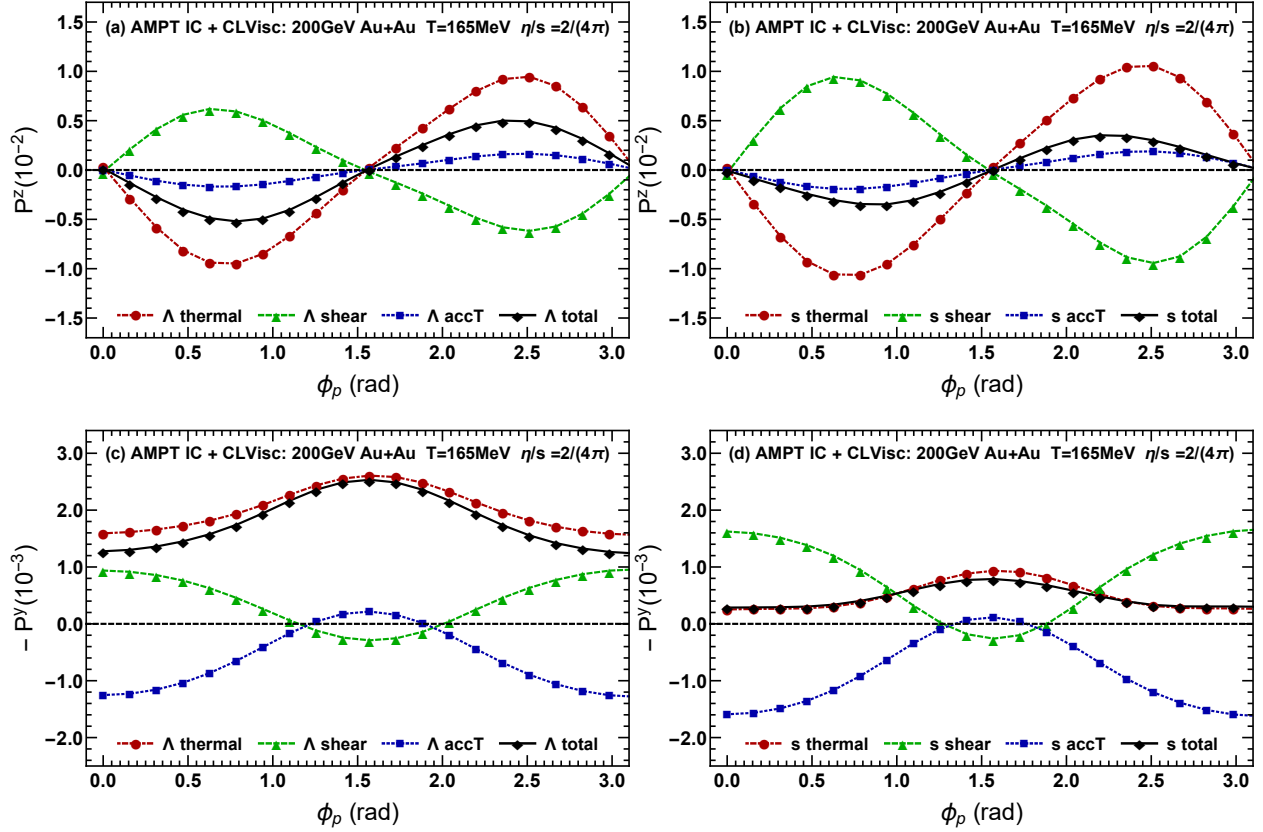 (a) AMPT IC + CLVisc: 200GeV Au+Au T=165MeV η/s =2/(4π)
1.5
1.0
0.5
0.0
−0.5
−1.0
−1.5
P^z(10^−2)
Λ thermal Λ shear Λ accT Λ total
0.0 0.5 1.0 1.5 2.0 2.5 3.0
ϕ_p (rad)
(b) AMPT IC + CLVisc: 200GeV Au+Au T=165MeV η/s =2/(4π)
1.5
1.0
0.5
0.0
−0.5
−1.0
−1.5
P^z(10^−2)
s thermal s shear s accT s total
0.0 0.5 1.0 1.5 2.0 2.5 3.0
ϕ_p (rad)
(c) AMPT IC + CLVisc: 200GeV Au+Au T=165MeV η/s =2/(4π)
3.0
2.0
1.0
0.0
−1.0
−2.0
− P^y(10^−3)
Λ thermal Λ shear Λ accT Λ total
0.0 0.5 1.0 1.5 2.0 2.5 3.0
ϕ_p (rad)
(d) AMPT IC + CLVisc: 200GeV Au+Au T=165MeV η/s =2/(4π)
3.0
2.0
1.0
0.0
−1.0
−2.0
− P^y(10^−3)
s thermal s shear s accT s total
0.0 0.5 1.0 1.5 2.0 2.5 3.0
ϕ_p (rad)